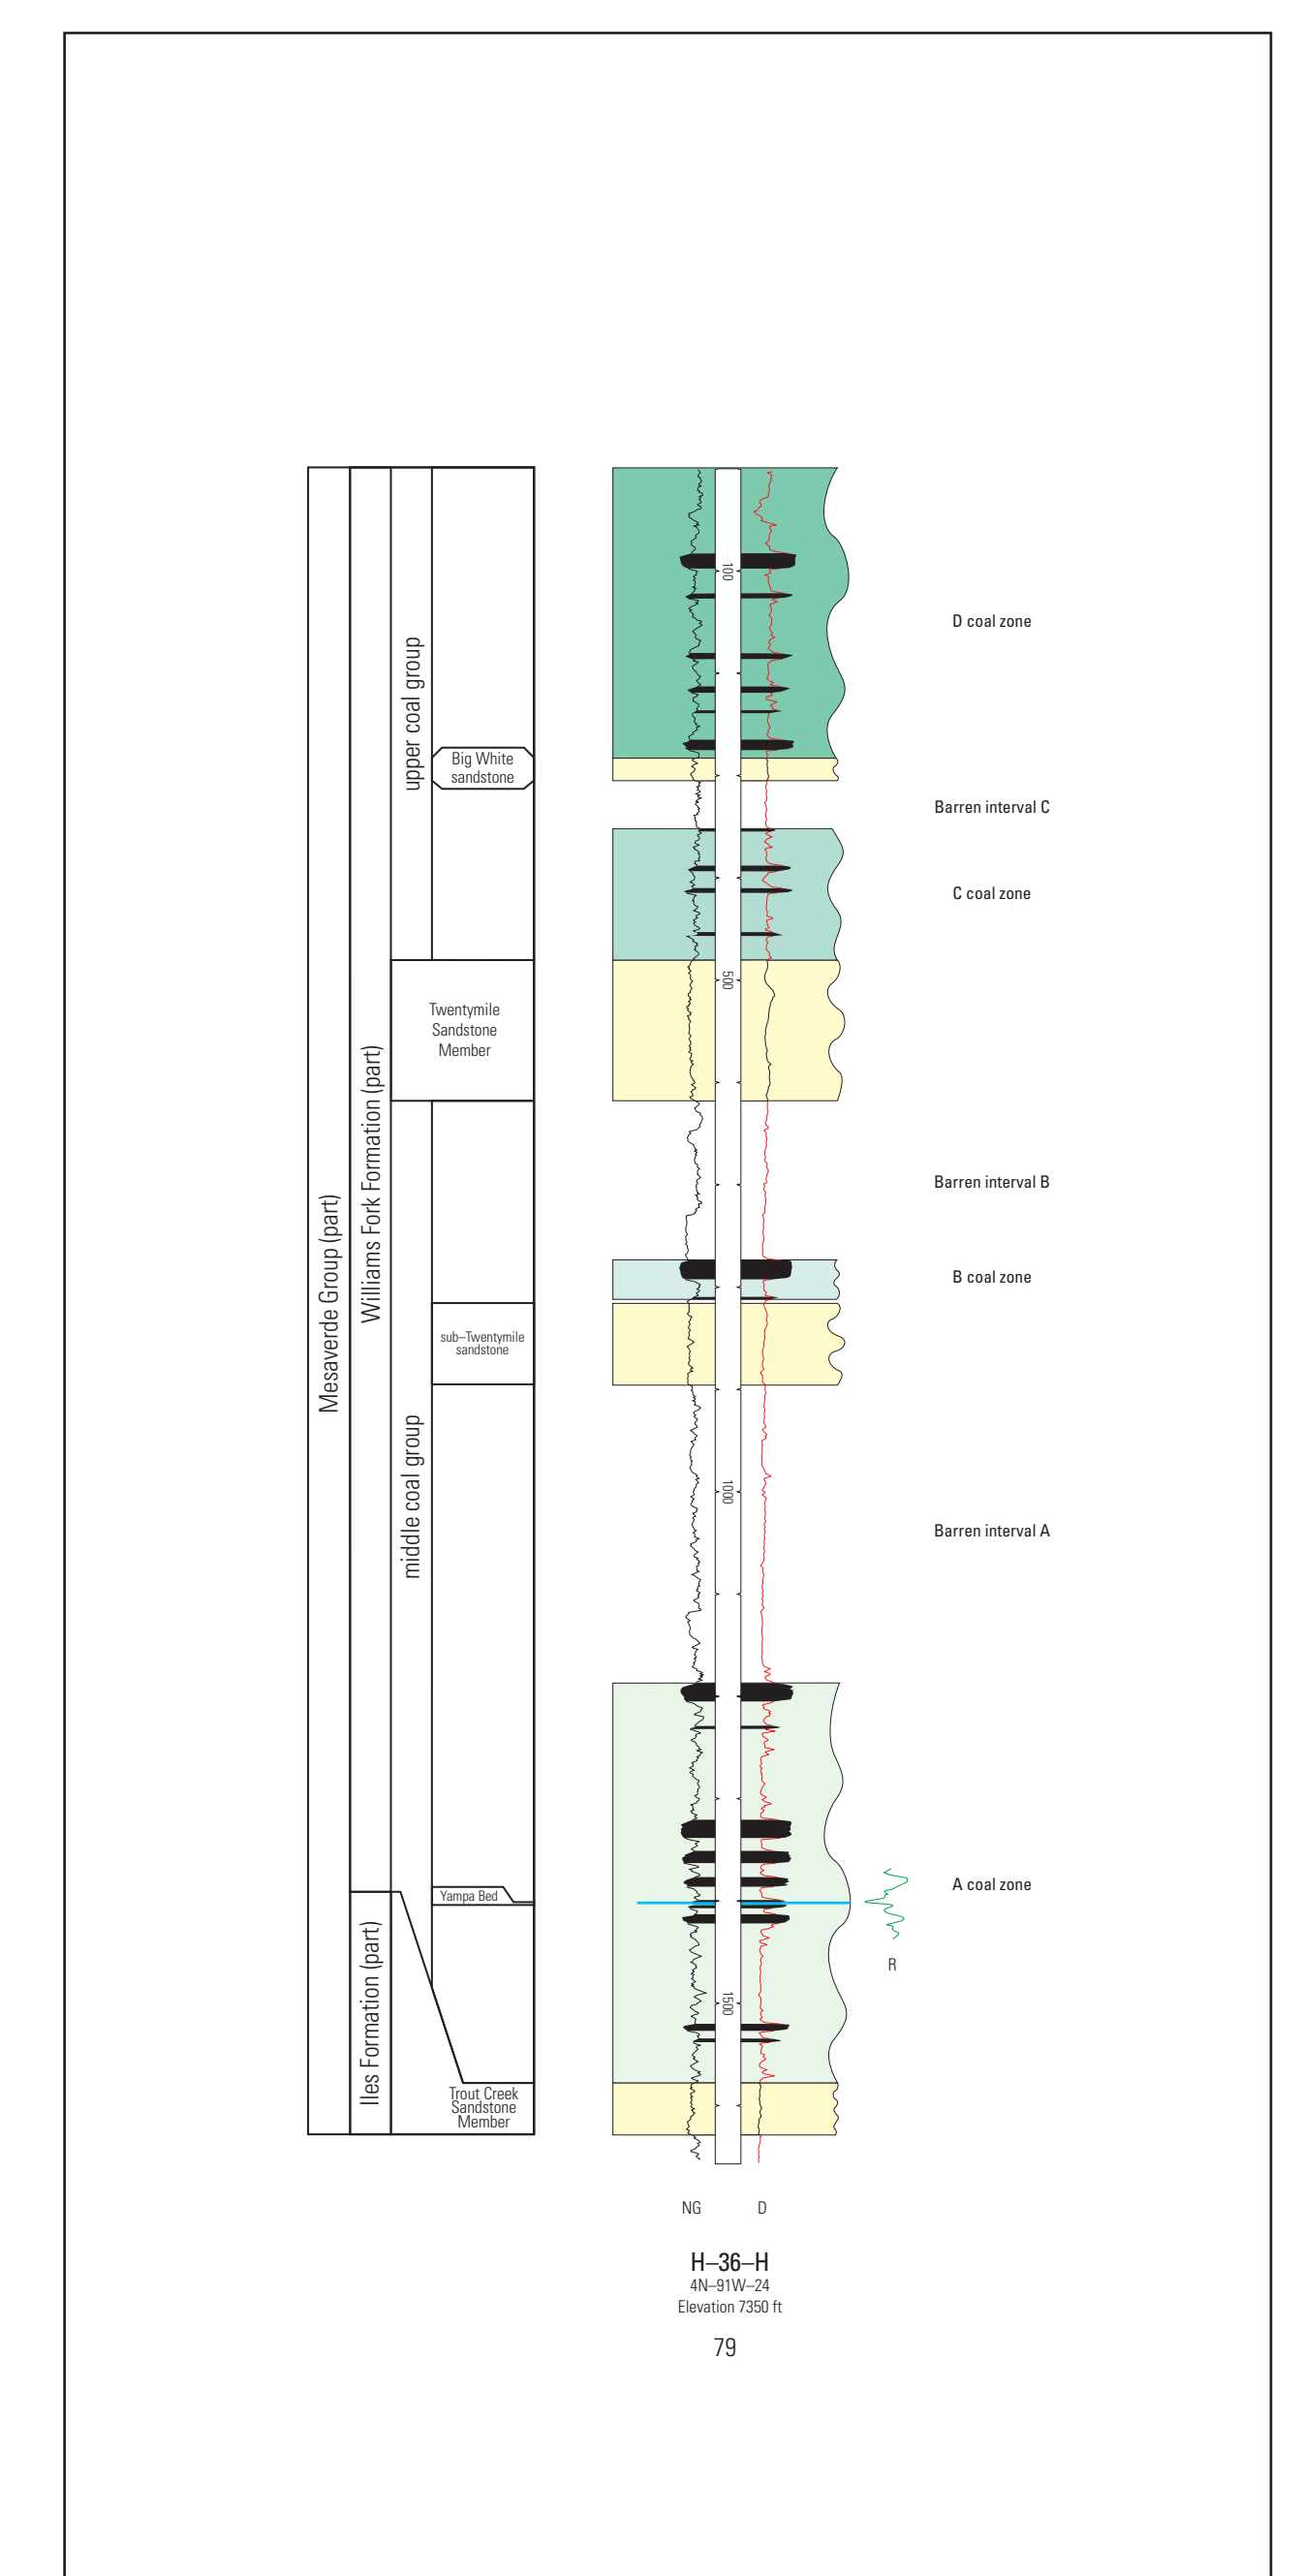 Mesaverde Group (part)
Williams Fork Formation (part)
Iles Formation (part)
upper coal group
middle coal group
Big White
sandstone
Twentymile
Sandstone
Member
sub–Twentymile
sandstone
Yampa Bed
Trout Creek
Sandstone
Member
100
500
1000
1500
D coal zone
Barren interval C
C coal zone
Barren interval B
B coal zone
Barren interval A
A coal zone
R
NG
D
H–36–H
4N–91W–24
Elevation 7350 ft
79